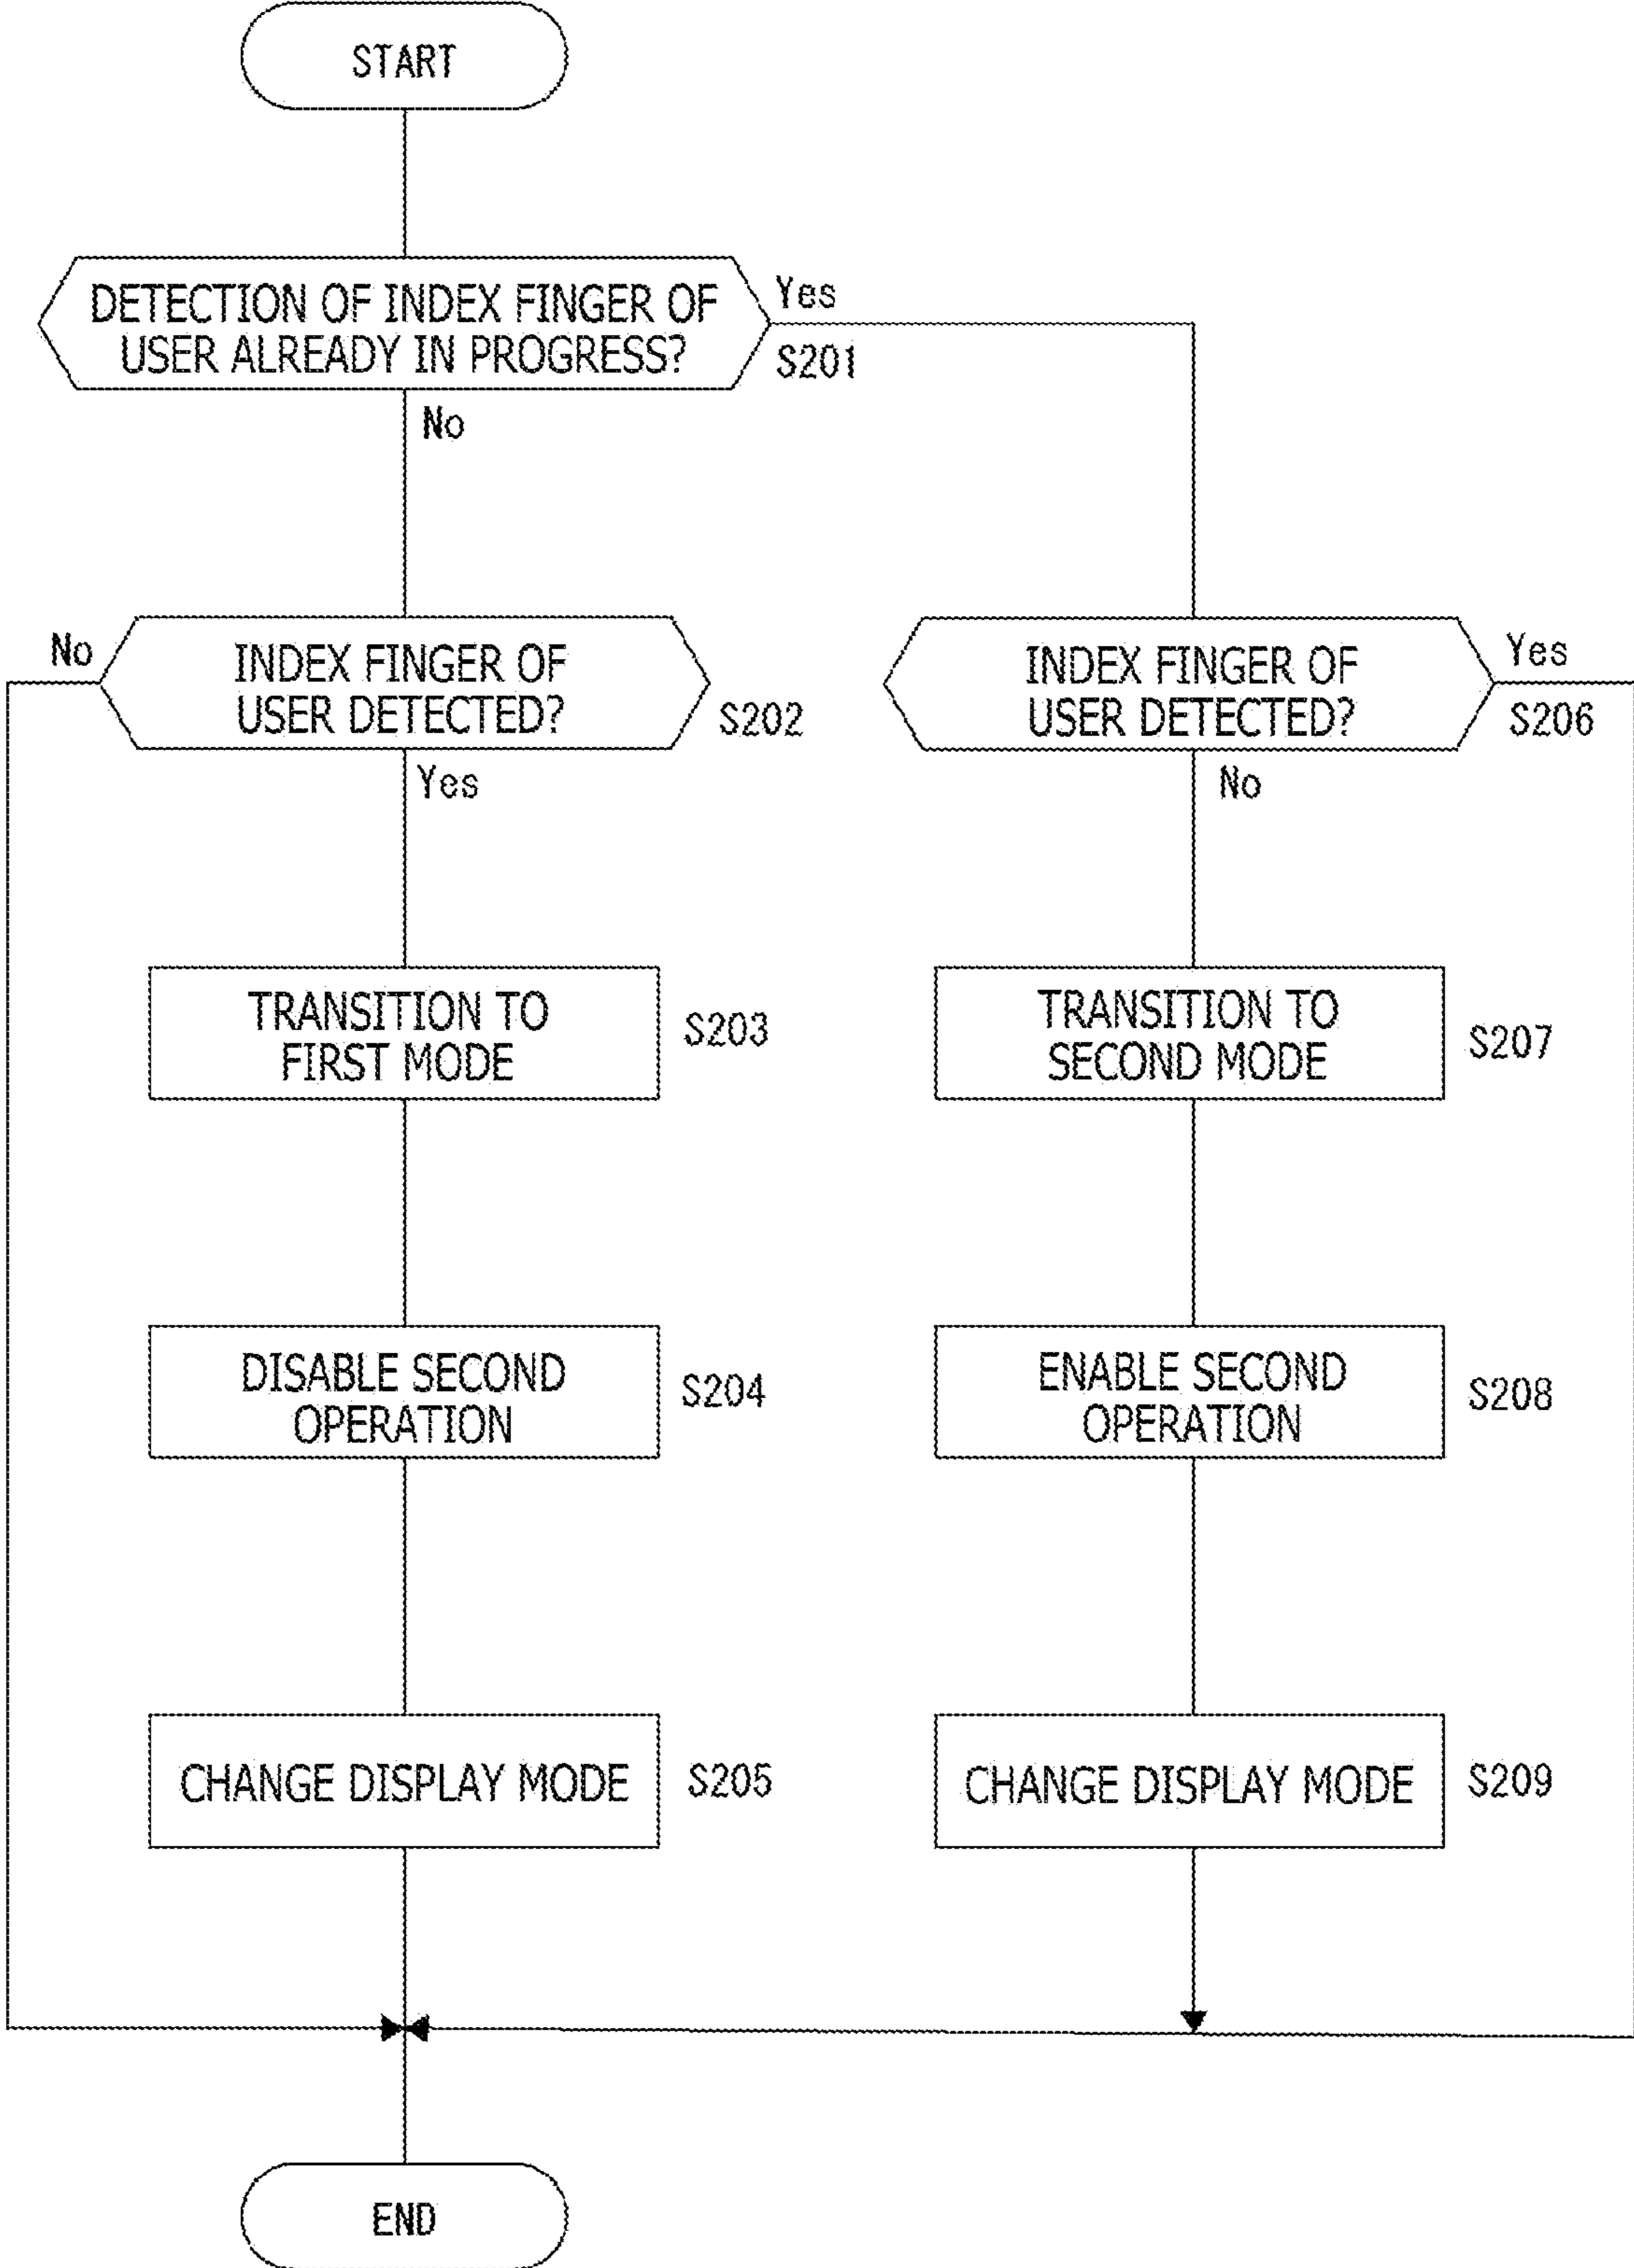 START
DETECTION OF INDEX FINGER OF
USER ALREADY IN PROGRESS?
Yes
S201
No
No
INDEX FINGER OF
USER DETECTED?
S202
Yes
INDEX FINGER OF
USER DETECTED?
Yes
S206
No
TRANSITION TO
FIRST MODE
S203
TRANSITION TO
SECOND MODE
S207
DISABLE SECOND
OPERATION
S204
ENABLE SECOND
OPERATION
S208
CHANGE DISPLAY MODE
S205
CHANGE DISPLAY MODE
S209
END